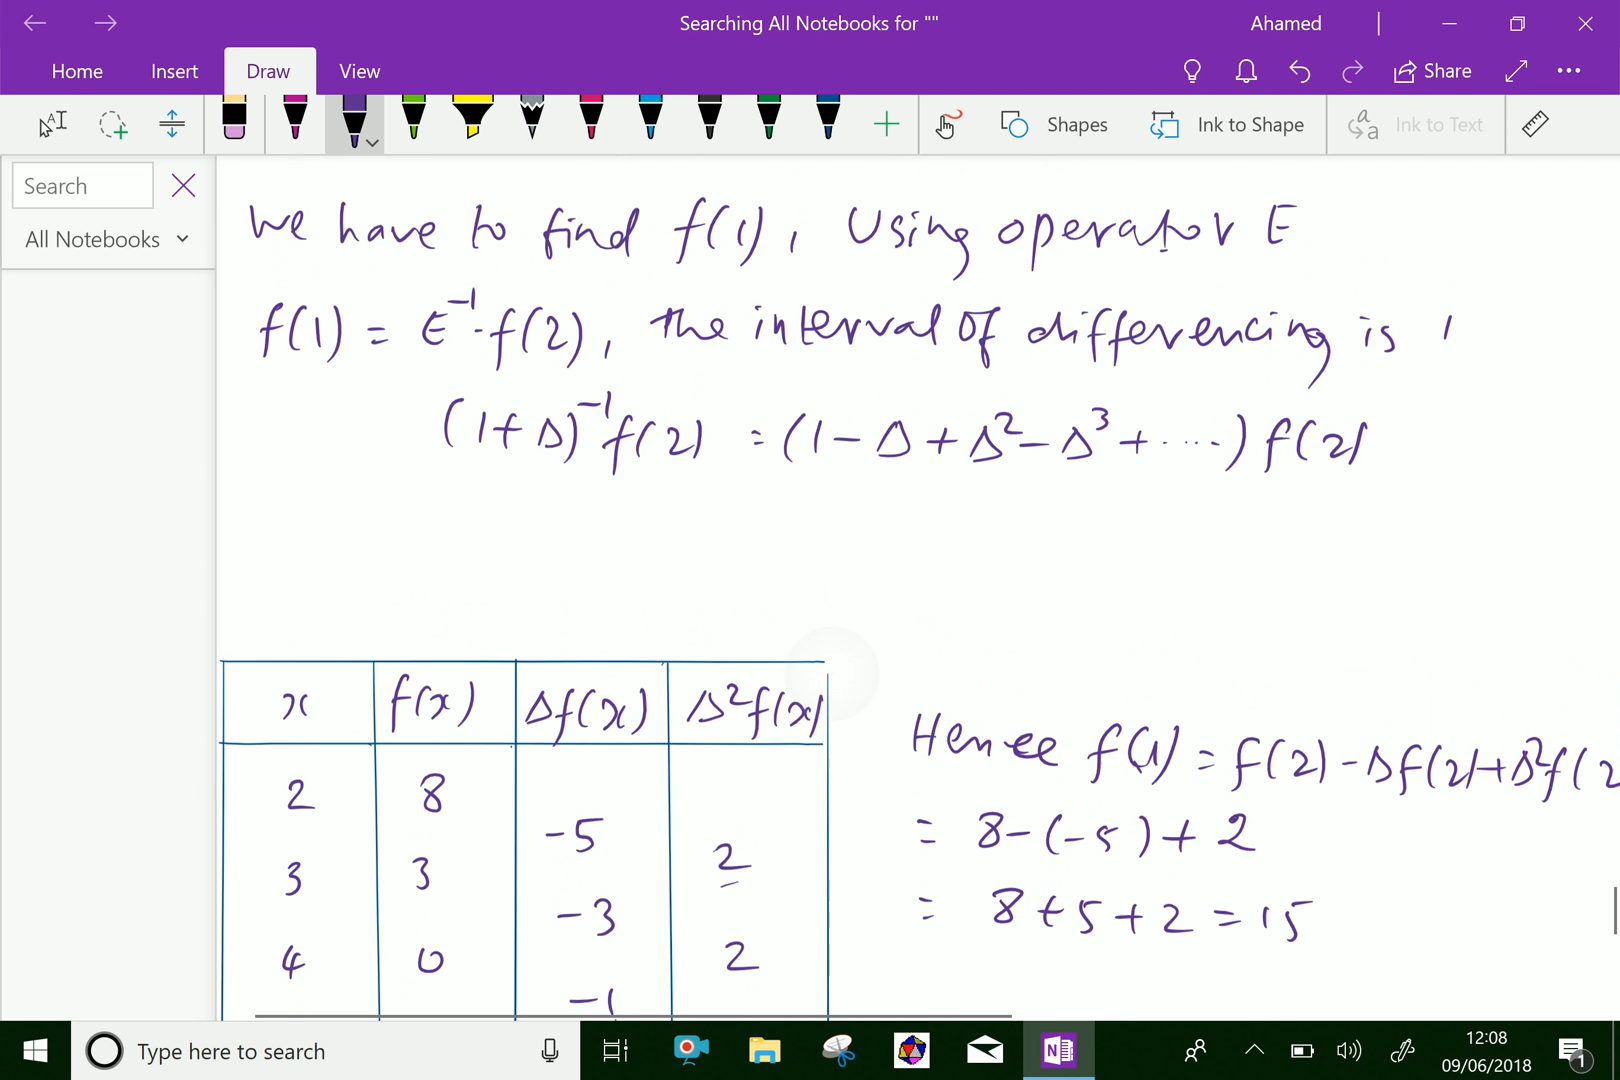 Searching All Notebooks for ""
Ahamed
Home Insert Draw View
Share
Shapes Ink to Shape Ink to Text
Search
All Notebooks
We have to find f(1), Using operator E
f(1) = E⁻¹·f(2), the interval of differencing is 1
(1+Δ)⁻¹f(2) = (1-Δ+Δ²-Δ³+.....) f(2)
x f(x) Δf(x) Δ²f(x)
2 8
-5
3 3 2
-3
4 0 2
-1
Hence f(1) = f(2)-Δf(2)+Δ²f(2
= 8-(-5)+2
= 8+5+2=15
Type here to search
12:08
09/06/2018
1